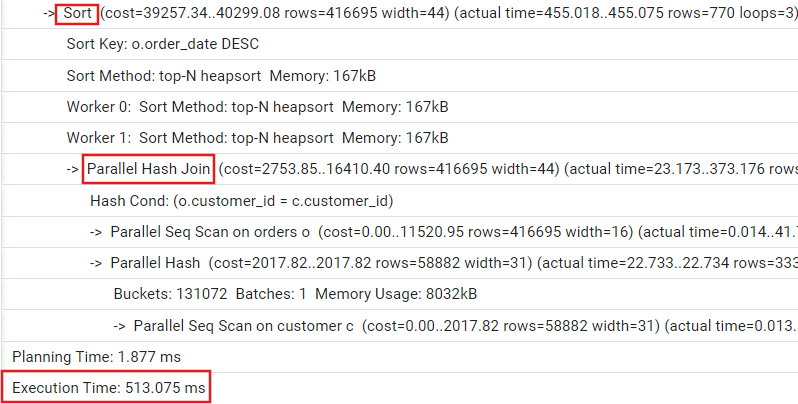 -> Sort (cost=39257.34..40299.08 rows=416695 width=44) (actual time=455.018..455.075 rows=770 loops=3)
Sort Key: o.order_date DESC
Sort Method: top-N heapsort Memory: 167kB
Worker 0: Sort Method: top-N heapsort Memory: 167kB
Worker 1: Sort Method: top-N heapsort Memory: 167kB
-> Parallel Hash Join (cost=2753.85..16410.40 rows=416695 width=44) (actual time=23.173..373.176 rows
Hash Cond: (o.customer_id = c.customer_id)
-> Parallel Seq Scan on orders o (cost=0.00..11520.95 rows=416695 width=16) (actual time=0.014..41.
-> Parallel Hash (cost=2017.82..2017.82 rows=58882 width=31) (actual time=22.733..22.734 rows=333
Buckets: 131072 Batches: 1 Memory Usage: 8032kB
-> Parallel Seq Scan on customer c (cost=0.00..2017.82 rows=58882 width=31) (actual time=0.013.
Planning Time: 1.877 ms
Execution Time: 513.075 ms